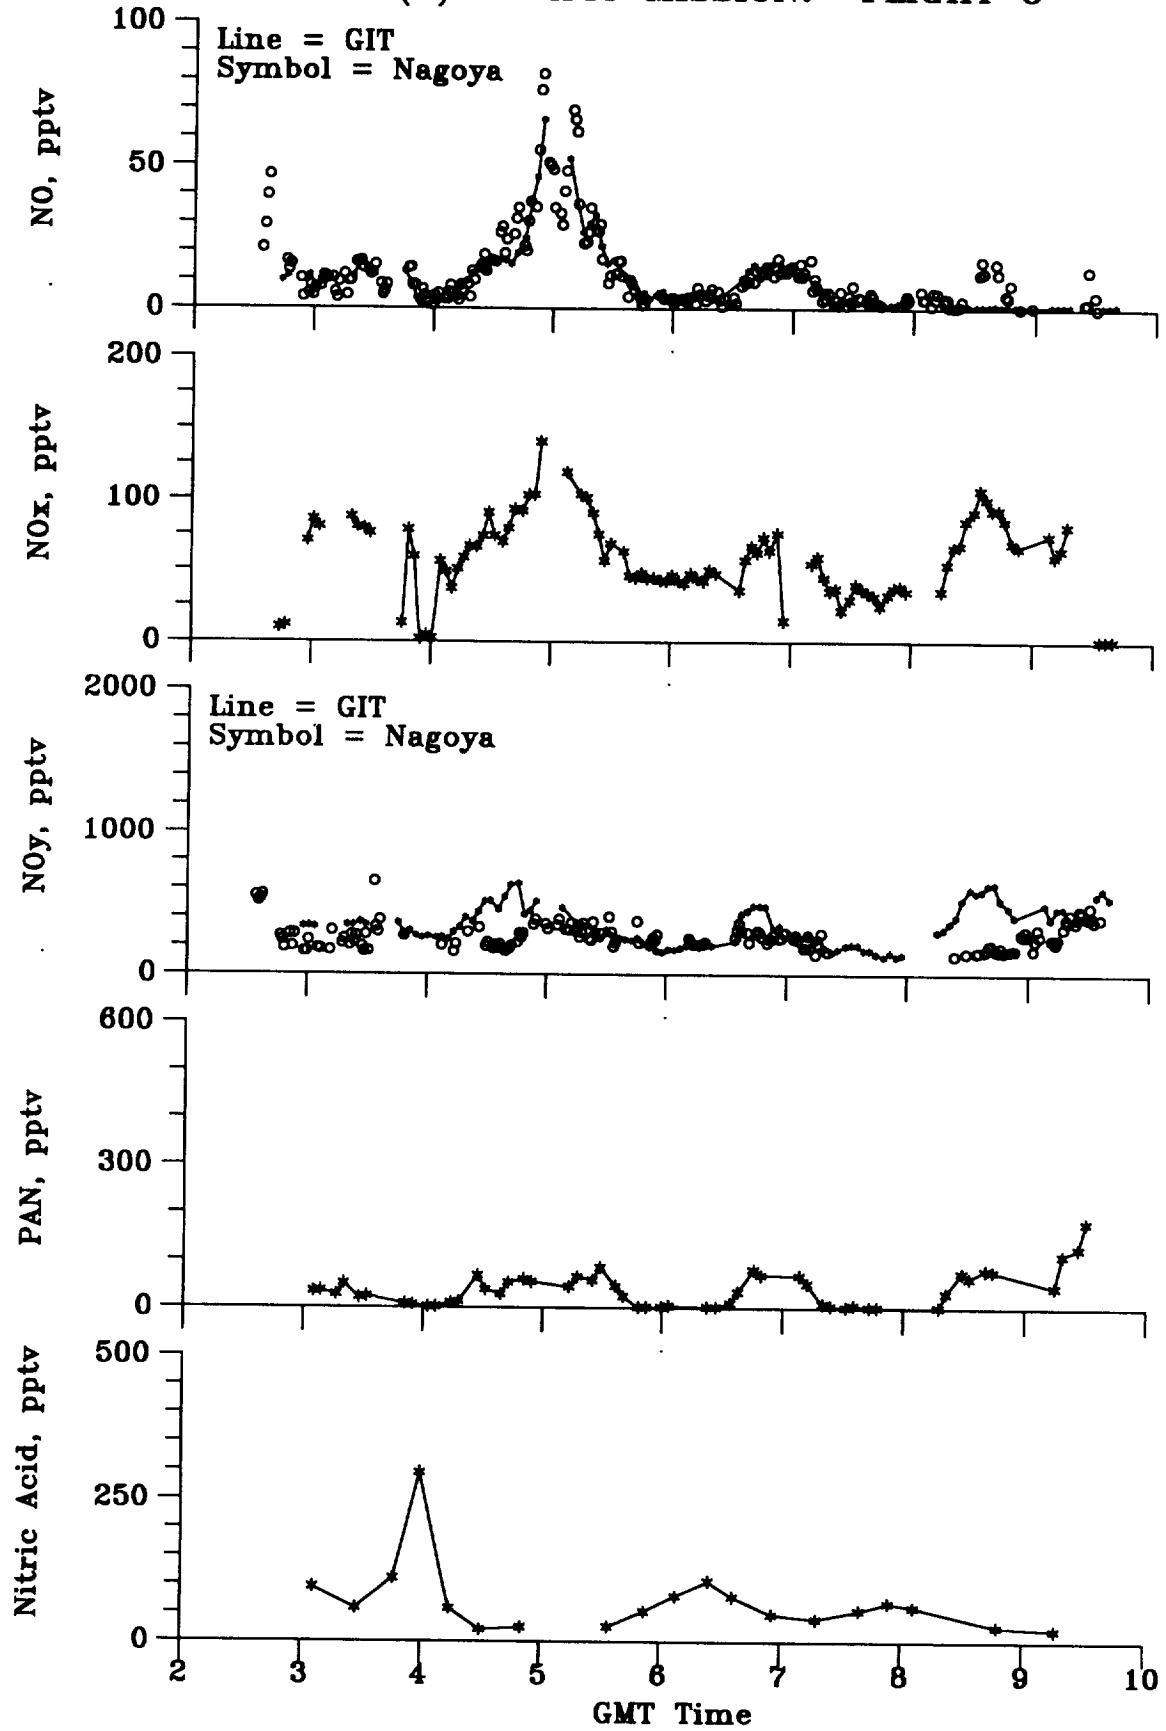 100
Line = GIT
Symbol = Nagoya
50
0
NO, pptv
200
100
0
NOx, pptv
2000
Line = GIT
Symbol = Nagoya
1000
0
NOy, pptv
600
300
0
PAN, pptv
500
250
0
Nitric Acid, pptv
2 3 4 5 6 7 8 9 10
GMT Time